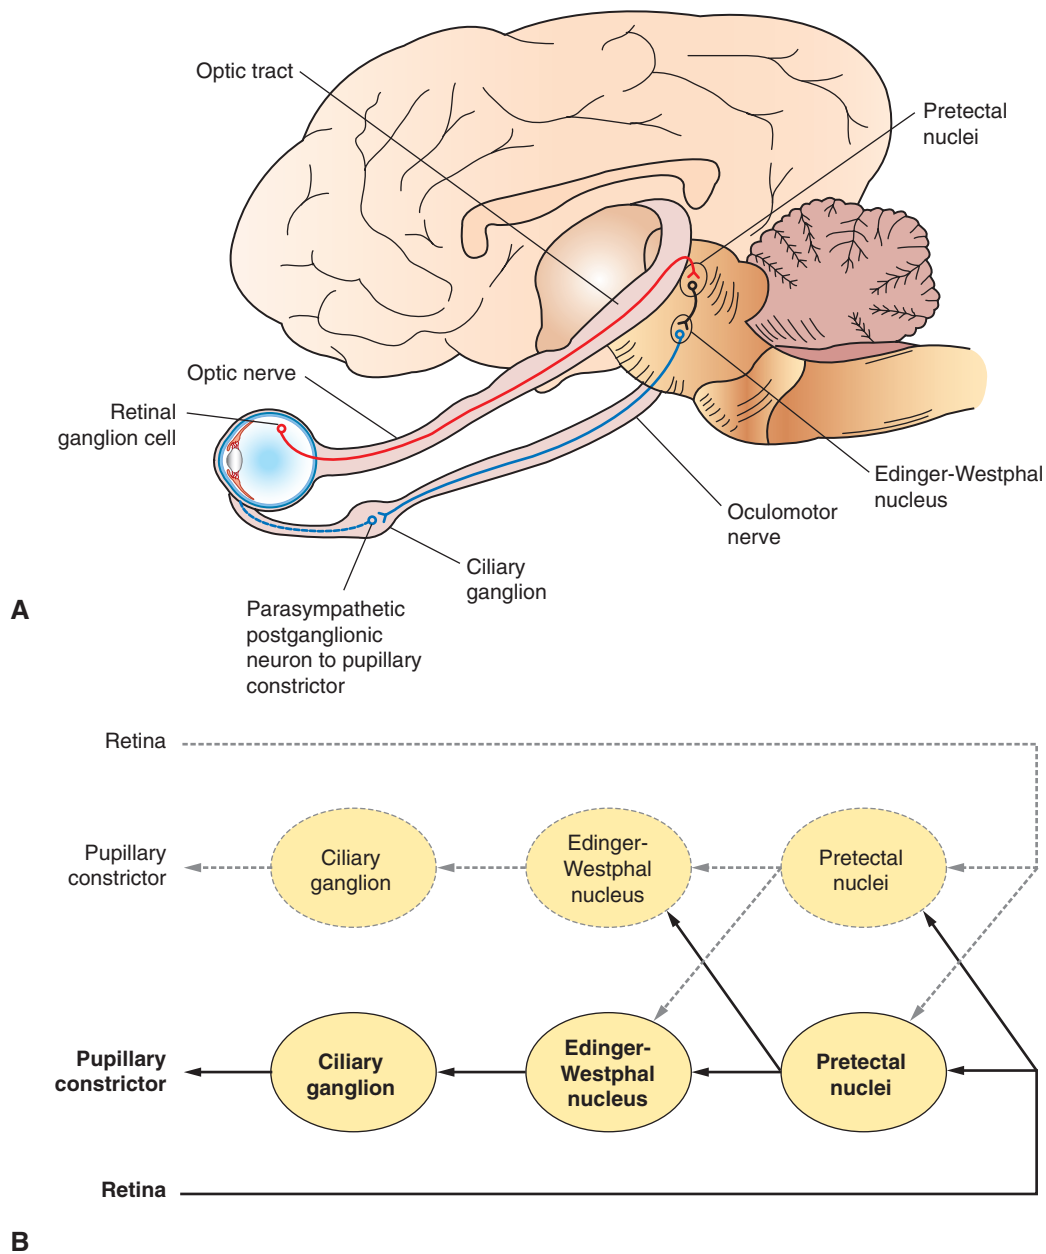 Optic tract
Pretectal
nuclei
Optic nerve
Retinal
ganglion cell
Edinger-Westphal
nucleus
Oculomotor
nerve
Ciliary
ganglion
Parasympathetic
postganglionic
neuron to pupillary
constrictor
A
Retina
Pupillary
constrictor
Ciliary
ganglion
Edinger-
Westphal
nucleus
Pretectal
nuclei
Pupillary
constrictor
Ciliary
ganglion
Edinger-
Westphal
nucleus
Pretectal
nuclei
Retina
B